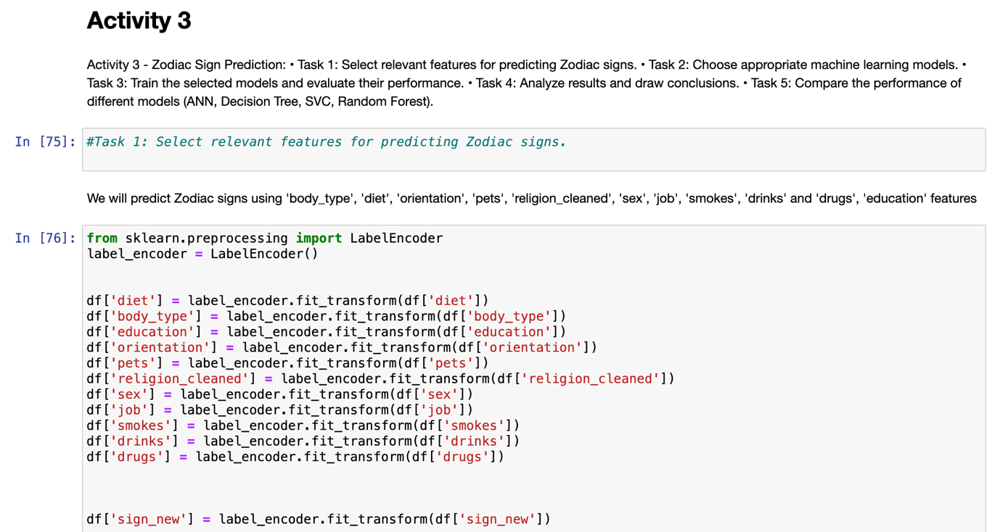 Activity 3
Activity 3 - Zodiac Sign Prediction: • Task 1: Select relevant features for predicting Zodiac signs. • Task 2: Choose appropriate machine learning models. •
Task 3: Train the selected models and evaluate their performance. • Task 4: Analyze results and draw conclusions. • Task 5: Compare the performance of
different models (ANN, Decision Tree, SVC, Random Forest).
In [75]: #Task 1: Select relevant features for predicting Zodiac signs.
We will predict Zodiac signs using 'body_type', 'diet', 'orientation', 'pets', 'religion_cleaned', 'sex', 'job', 'smokes', 'drinks' and 'drugs', 'education' features
In [76]: from sklearn.preprocessing import LabelEncoder
label_encoder = LabelEncoder()
df['diet'] = label_encoder.fit_transform(df['diet'])
df['body_type'] = label_encoder.fit_transform(df['body_type'])
df['education'] = label_encoder.fit_transform(df['education'])
df['orientation'] = label_encoder.fit_transform(df['orientation'])
df['pets'] = label_encoder.fit_transform(df['pets'])
df['religion_cleaned'] = label_encoder.fit_transform(df['religion_cleaned'])
df['sex'] = label_encoder.fit_transform(df['sex'])
df['job'] = label_encoder.fit_transform(df['job'])
df['smokes'] = label_encoder.fit_transform(df['smokes'])
df['drinks'] = label_encoder.fit_transform(df['drinks'])
df['drugs'] = label_encoder.fit_transform(df['drugs'])
df['sign_new'] = label_encoder.fit_transform(df['sign_new'])